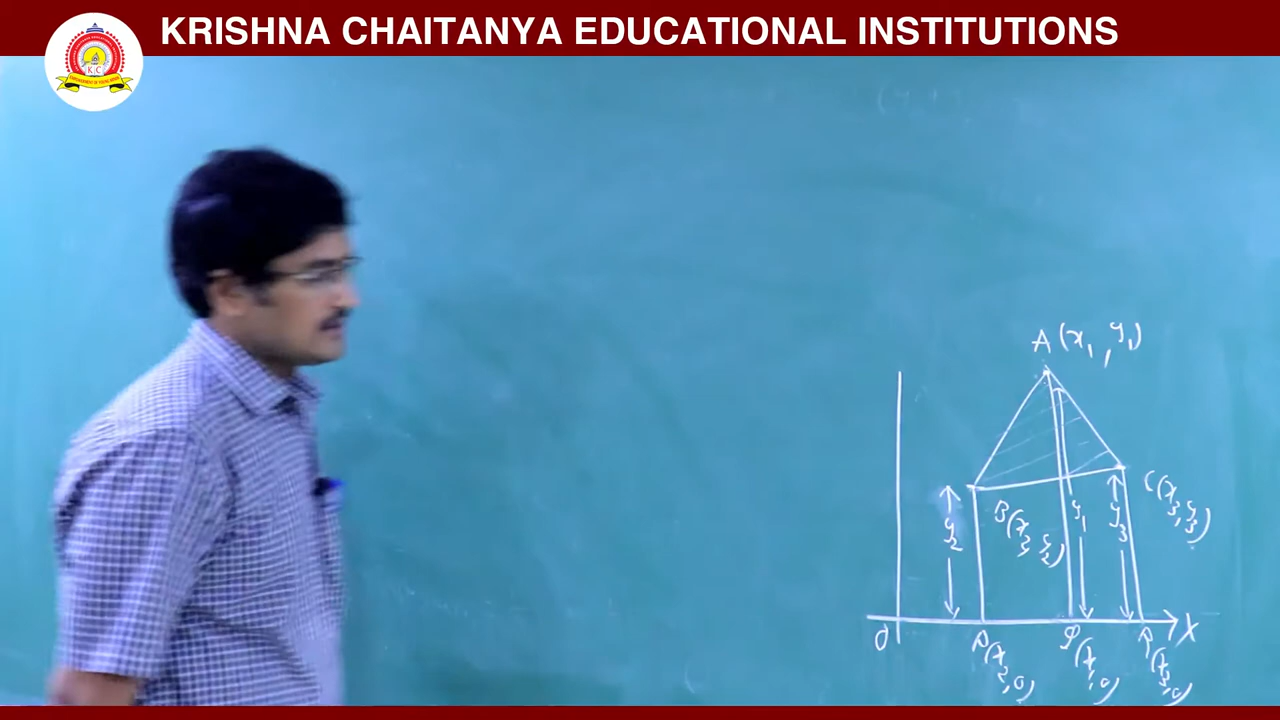 KRISHNA CHAITANYA EDUCATIONAL INSTITUTIONS
K C
A (x₁, y₁)
C(x₃, y₃)
B(x₂, y₂)
y₂
y₁
y₃
O
X
P(x₂, 0)
Q(x₁, 0)
R(x₃, 0)